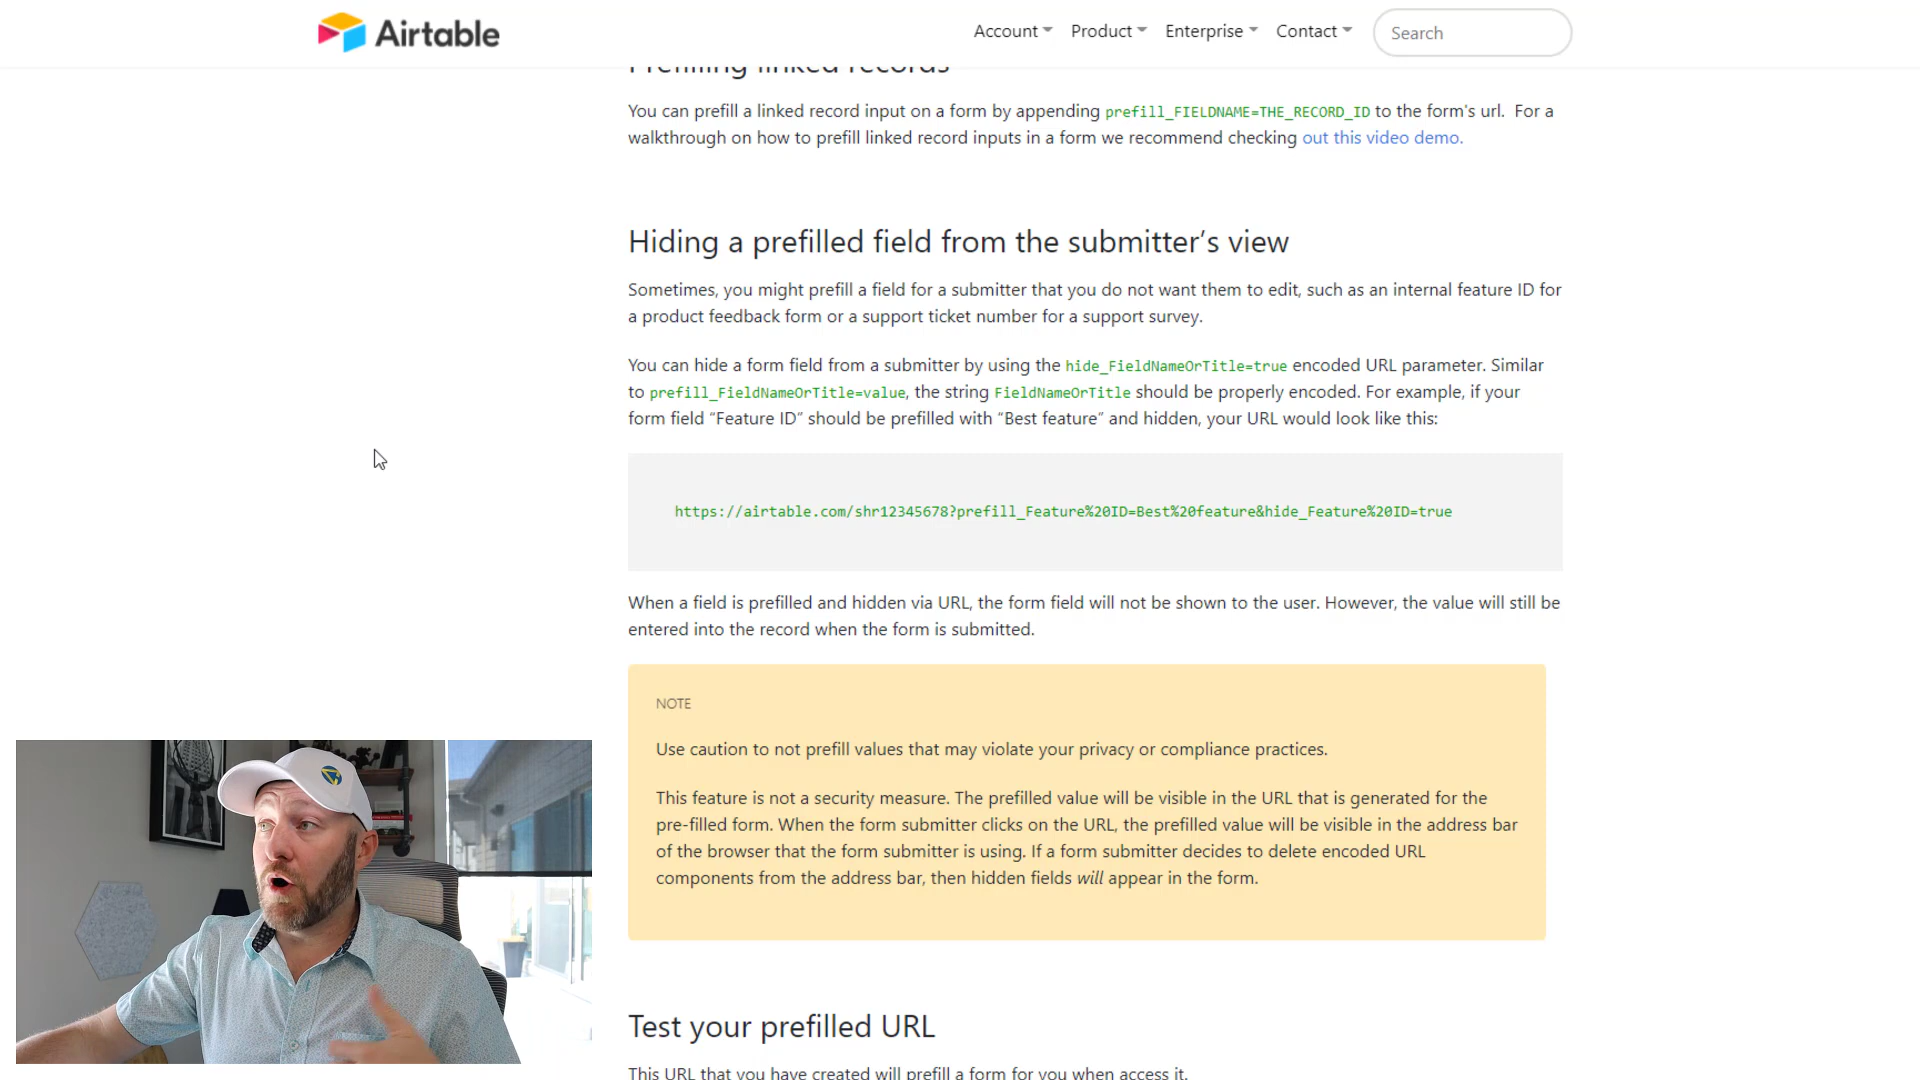 Airtable
Account Product Enterprise Contact Search
Prefilling linked records
You can prefill a linked record input on a form by appending prefill_FIELDNAME=THE_RECORD_ID to the form's url. For a
walkthrough on how to prefill linked record inputs in a form we recommend checking out this video demo.
Hiding a prefilled field from the submitter’s view
Sometimes, you might prefill a field for a submitter that you do not want them to edit, such as an internal feature ID for
a product feedback form or a support ticket number for a support survey.
You can hide a form field from a submitter by using the hide_FieldNameOrTitle=true encoded URL parameter. Similar
to prefill_FieldNameOrTitle=value, the string FieldNameOrTitle should be properly encoded. For example, if your
form field “Feature ID” should be prefilled with “Best feature” and hidden, your URL would look like this:
https://airtable.com/shr12345678?prefill_Feature%20ID=Best%20feature&hide_Feature%20ID=true
When a field is prefilled and hidden via URL, the form field will not be shown to the user. However, the value will still be
entered into the record when the form is submitted.
NOTE
Use caution to not prefill values that may violate your privacy or compliance practices.
This feature is not a security measure. The prefilled value will be visible in the URL that is generated for the
pre-filled form. When the form submitter clicks on the URL, the prefilled value will be visible in the address bar
of the browser that the form submitter is using. If a form submitter decides to delete encoded URL
components from the address bar, then hidden fields will appear in the form.
Test your prefilled URL
This URL that you have created will prefill a form for you when access it.